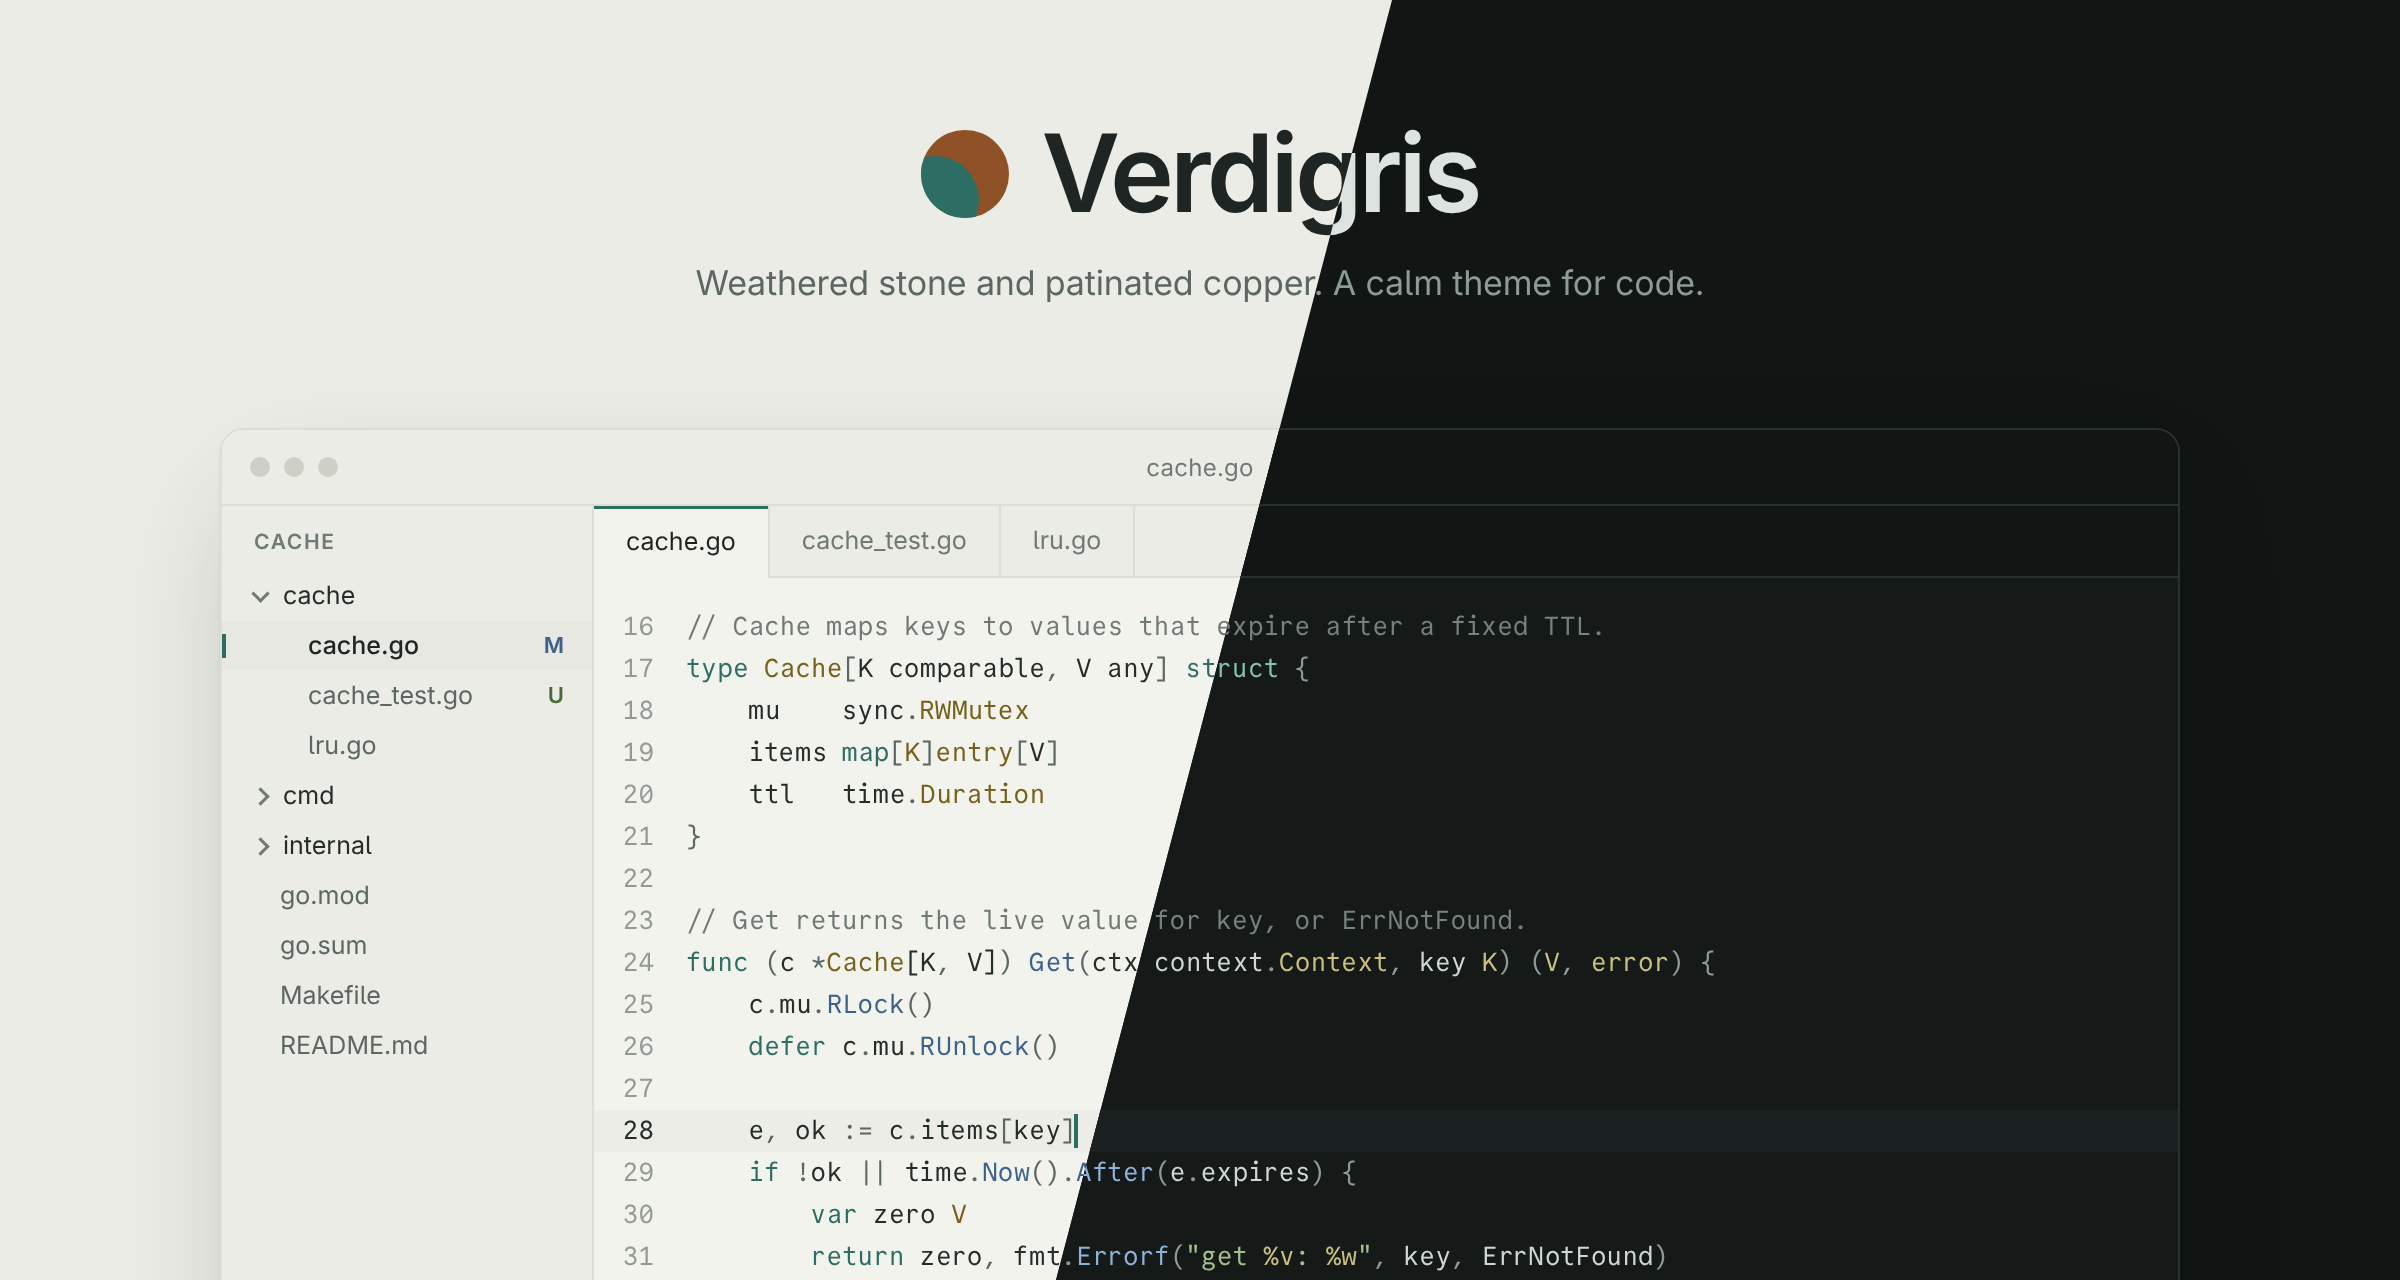 Verdigris
Weathered stone and patinated copper. A calm theme for code.
cache.go
CACHE
cache
cache.go M
cache_test.go U
lru.go
cmd
internal
go.mod
go.sum
Makefile
README.md
cache.go cache_test.go lru.go
16 // Cache maps keys to values that expire after a fixed TTL.
17 type Cache[K comparable, V any] struct {
18     mu    sync.RWMutex
19     items map[K]entry[V]
20     ttl   time.Duration
21 }
22
23 // Get returns the live value for key, or ErrNotFound.
24 func (c *Cache[K, V]) Get(ctx context.Context, key K) (V, error) {
25     c.mu.RLock()
26     defer c.mu.RUnlock()
27
28     e, ok := c.items[key]
29     if !ok || time.Now().After(e.expires) {
30         var zero V
31         return zero, fmt.Errorf("get %v: %w", key, ErrNotFound)